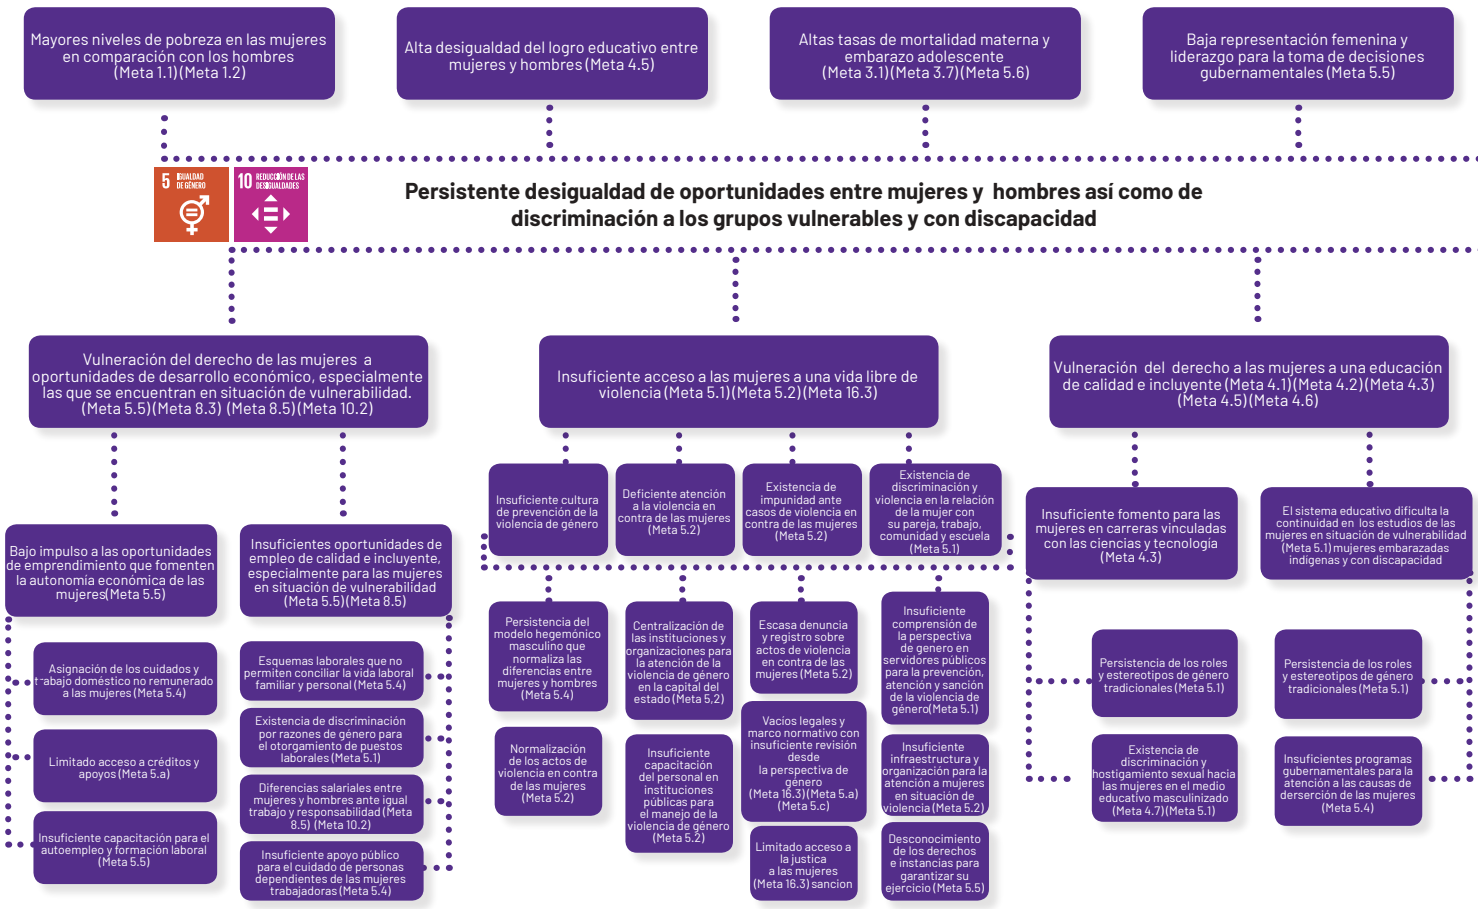 Mayores niveles de pobreza en las mujeres
en comparación con los hombres
(Meta 1.1)(Meta 1.2)
Alta desigualdad del logro educativo entre
mujeres y hombres (Meta 4.5)
Altas tasas de mortalidad materna y
embarazo adolescente
(Meta 3.1)(Meta 3.7)(Meta 5.6)
Baja representación femenina y
liderazgo para la toma de decisiones
gubernamentales (Meta 5.5)
5 IGUALDAD
DE GÉNERO
10 REDUCCIÓN DE LAS
DESIGUALDADES
Persistente desigualdad de oportunidades entre mujeres y hombres así como de
discriminación a los grupos vulnerables y con discapacidad
Vulneración del derecho de las mujeres a
oportunidades de desarrollo económico, especialmente
las que se encuentran en situación de vulnerabilidad.
(Meta 5.5)(Meta 8.3) (Meta 8.5)(Meta 10.2)
Insuficiente acceso a las mujeres a una vida libre de
violencia (Meta 5.1)(Meta 5.2)(Meta 16.3)
Vulneración del derecho a las mujeres a una educación
de calidad e incluyente (Meta 4.1)(Meta 4.2)(Meta 4.3)
(Meta 4.5)(Meta 4.6)
Bajo impulso a las oportunidades
de emprendimiento que fomenten
la autonomía económica de las
mujeres(Meta 5.5)
Insuficientes oportunidades de
empleo de calidad e incluyente,
especialmente para las mujeres
en situación de vulnerabilidad
(Meta 5.5)(Meta 8.5)
Insuficiente cultura
de prevención de la
violencia de género
Deficiente atención
a la violencia en
contra de las mujeres
(Meta 5.2)
Existencia de
impunidad ante
casos de violencia en
contra de las mujeres
(Meta 5.2)
Existencia de
discriminación y
violencia en la relación
de la mujer con
su pareja, trabajo,
comunidad y escuela
(Meta 5.1)
Insuficiente fomento para las
mujeres en carreras vinculadas
con las ciencias y tecnología
(Meta 4.3)
El sistema educativo dificulta la
continuidad en los estudios de las
mujeres en situación de vulnerabilidad
(Meta 5.1) mujeres embarazadas
indígenas y con discapacidad
Asignación de los cuidados y
trabajo doméstico no remunerado
a las mujeres (Meta 5.4)
Limitado acceso a créditos y
apoyos (Meta 5.a)
Insuficiente capacitación para el
autoempleo y formación laboral
(Meta 5.5)
Esquemas laborales que no
permiten conciliar la vida laboral
familiar y personal (Meta 5.4)
Existencia de discriminación
por razones de género para
el otorgamiento de puestos
laborales (Meta 5.1)
Diferencias salariales entre
mujeres y hombres ante igual
trabajo y responsabilidad (Meta
8.5) (Meta 10.2)
Insuficiente apoyo público
para el cuidado de personas
dependientes de las mujeres
trabajadoras (Meta 5.4)
Persistencia del
modelo hegemónico
masculino que
normaliza las
diferencias entre
mujeres y hombres
(Meta 5.4)
Normalización
de los actos de
violencia en contra
de las mujeres
(Meta 5.2)
Centralización de
las instituciones y
organizaciones para
la atención de la
violencia de género
en la capital del
estado (Meta 5,2)
Insuficiente
capacitación
del personal en
instituciones
públicas para
el manejo de la
violencia de género
(Meta 5.2)
Escasa denuncia
y registro sobre
actos de violencia
en contra de las
mujeres (Meta 5.2)
Vacíos legales y
marco normativo con
insuficiente revisión
desde
la perspectiva de
género
(Meta 16.3)(Meta 5.a)
(Meta 5.c)
Limitado acceso a
la justica
a las mujeres
(Meta 16.3) sancion
Insuficiente
comprensión de
la perspectiva
de genero en
servidores públicos
para la prevención,
atención y sanción
de la violencia de
género(Meta 5.1)
Insuficiente
infraestructura y
organización para la
atención a mujeres
en situación de
violencia (Meta 5.2)
Desconocimiento
de los derechos
e instancias para
garantizar su
ejercicio (Meta 5.5)
Persistencia de los roles
y estereotipos de género
tradicionales (Meta 5.1)
Existencia de
discriminación y
hostigamiento sexual hacia
las mujeres en el medio
educativo masculinizado
(Meta 4.7)(Meta 5.1)
Persistencia de los roles
y estereotipos de género
tradicionales (Meta 5.1)
Insuficientes programas
gubernamentales para la
atención a las causas de
derserción de las mujeres
(Meta 5.4)